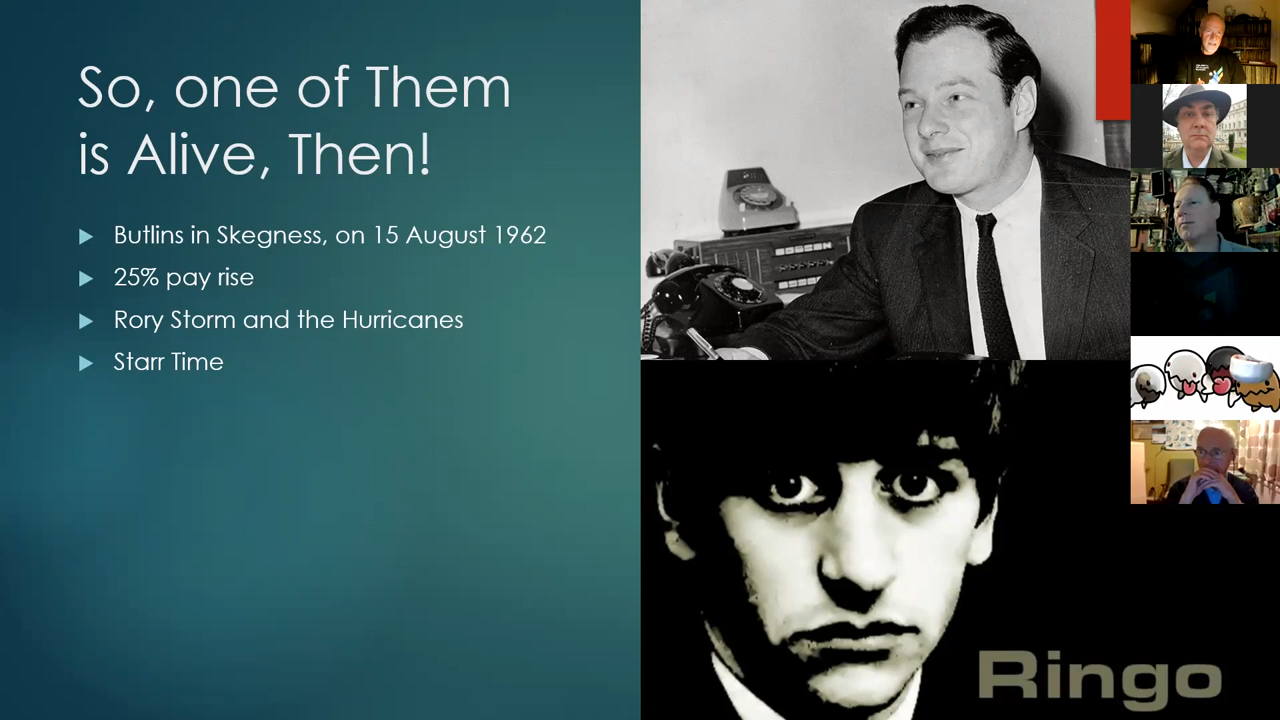 So, one of Them
is Alive, Then!
Butlins in Skegness, on 15 August 1962
25% pay rise
Rory Storm and the Hurricanes
Starr Time
Ringo